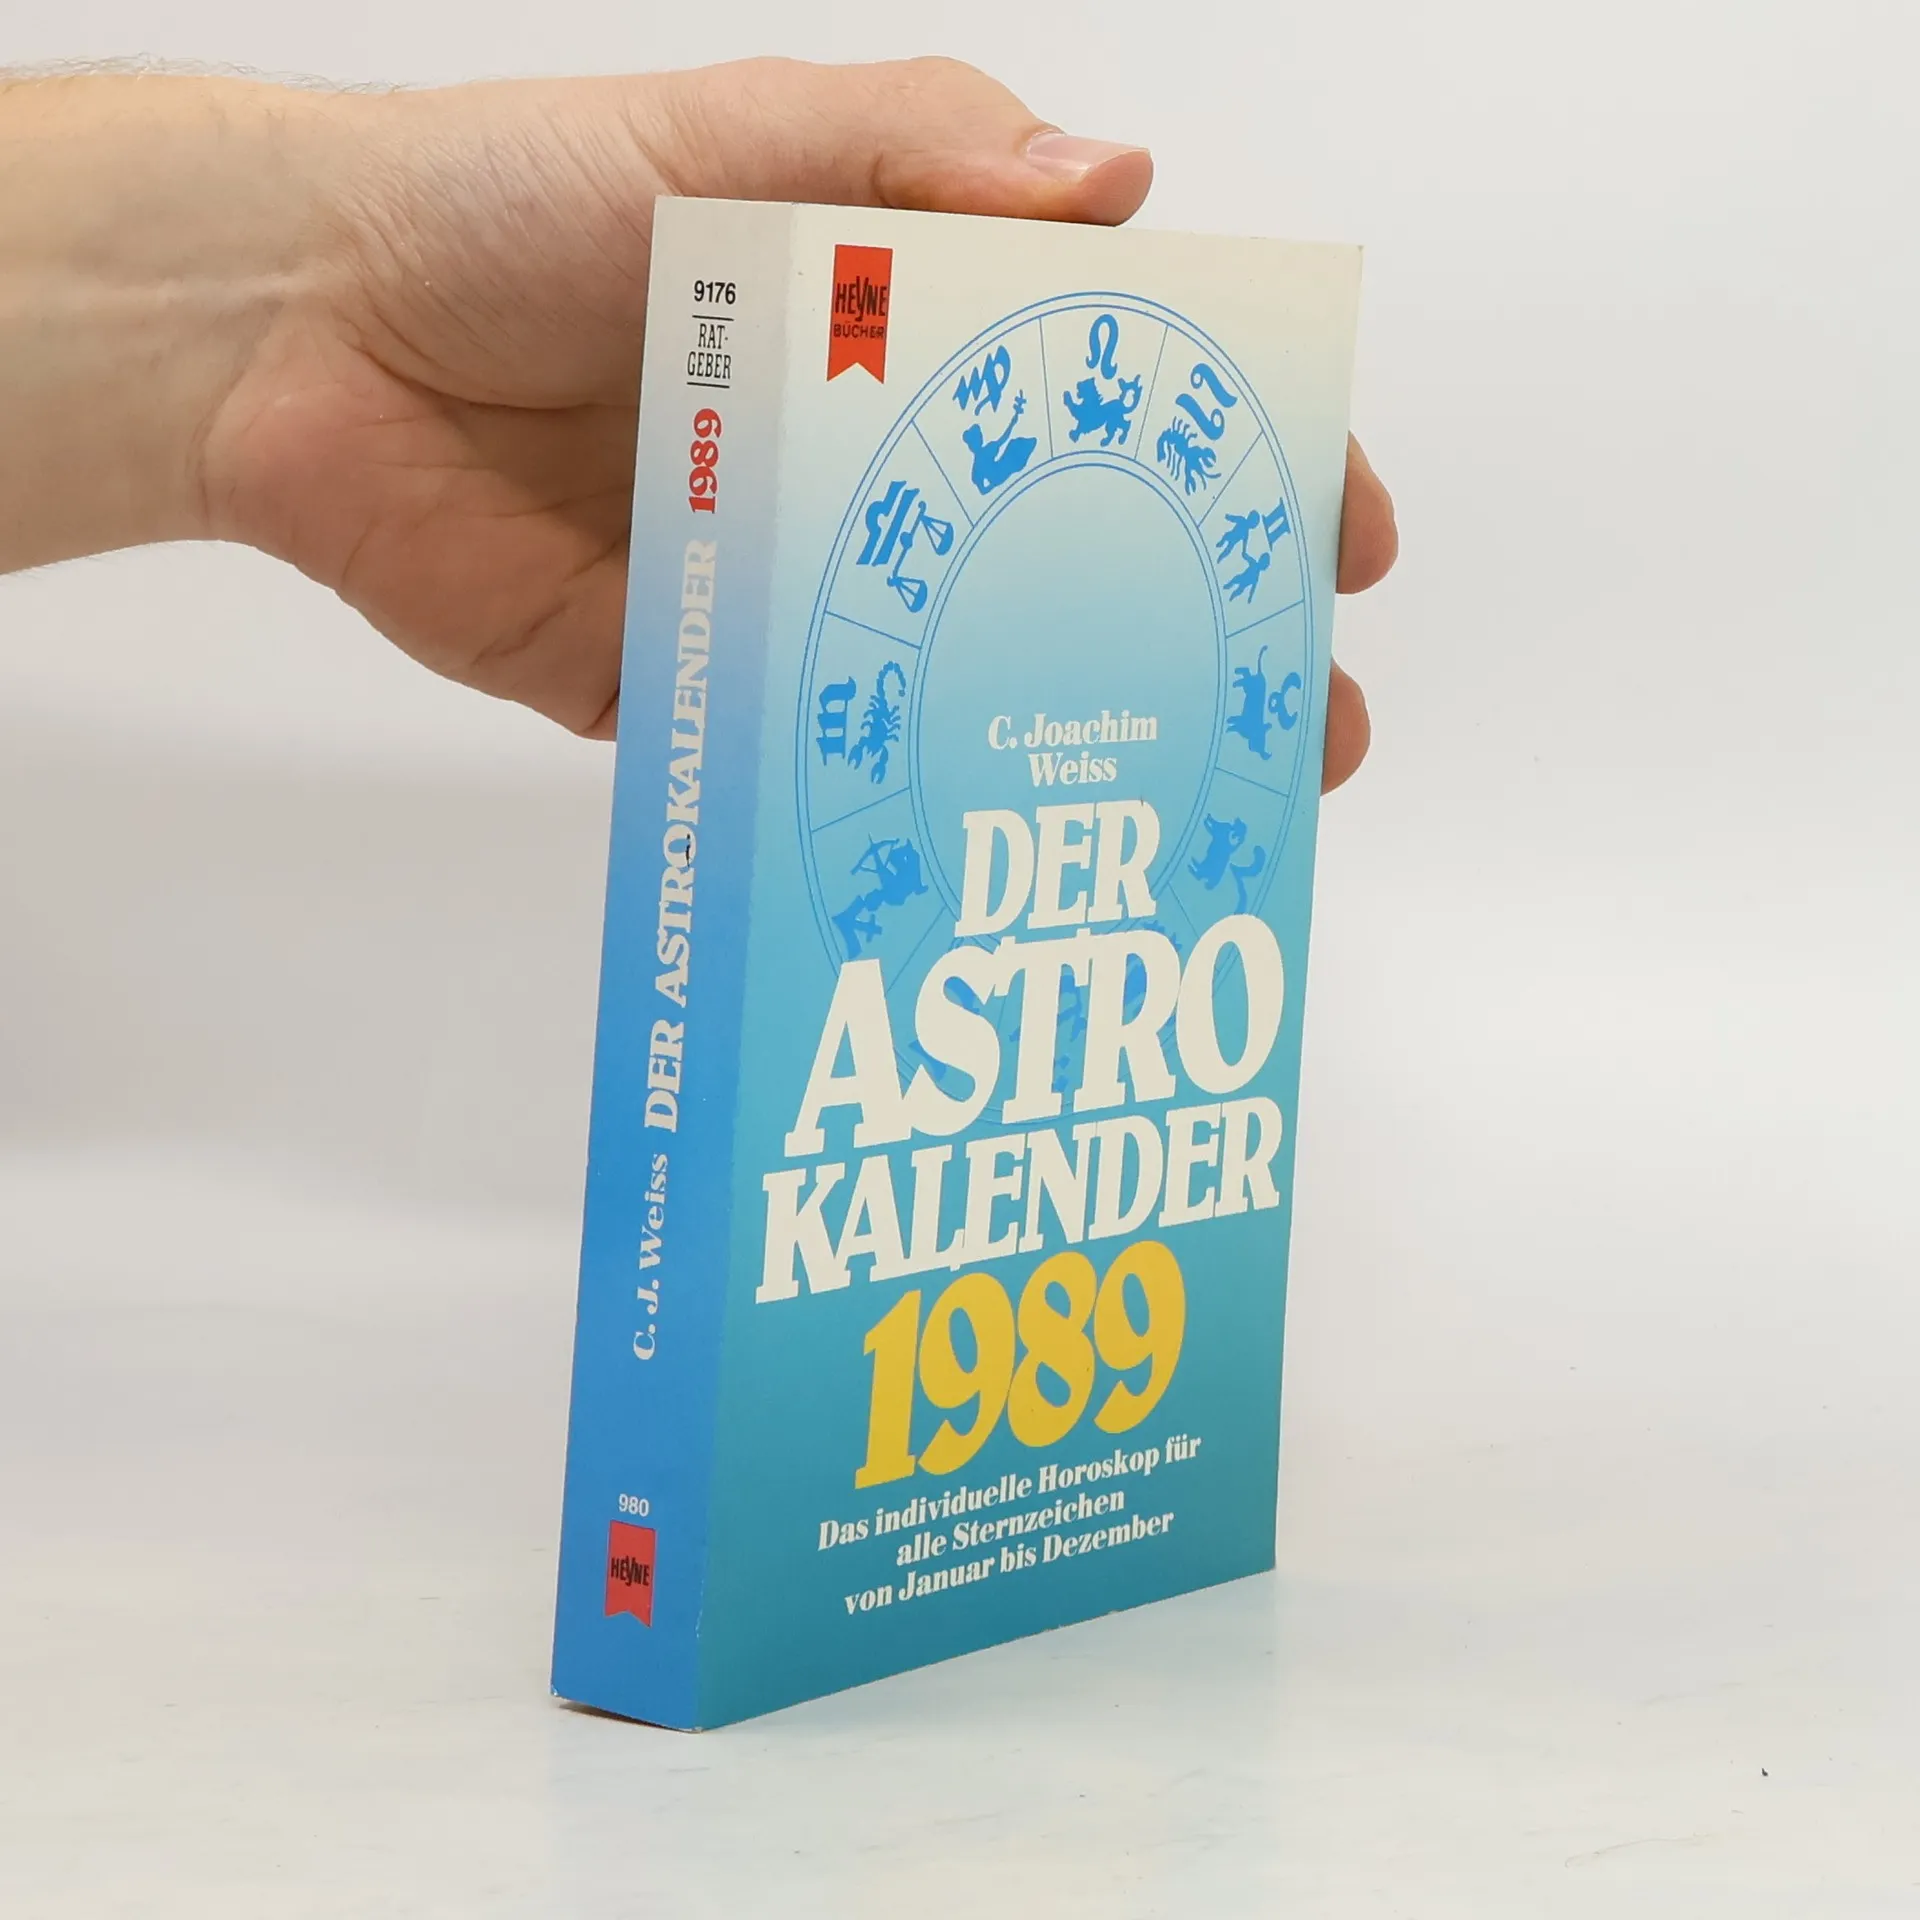 9176
RAT-
GEBER
C. J. Weiss DER ASTROKALENDER 1989
980
HEYNE
HEYNE
BÜCHER
C. Joachim
Weiss
DER
ASTRO
KALENDER
1989
Das individuelle Horoskop für
alle Sternzeichen
von Januar bis Dezember